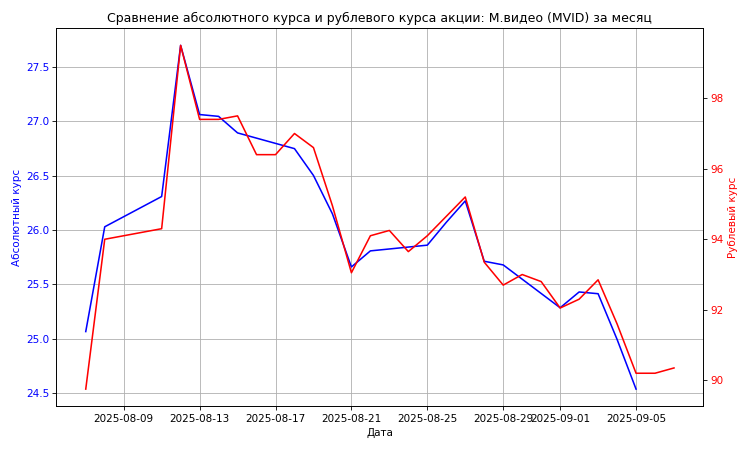 Сравнение абсолютного курса и рублевого курса акции: М.видео (MVID) за месяц
Абсолютный курс
27.5
27.0
26.5
26.0
25.5
25.0
24.5
98
96
94
92
90
Рублевый курс
2025-08-09 2025-08-13 2025-08-17 2025-08-21 2025-08-25 2025-08-29 2025-09-01 2025-09-05
Дата